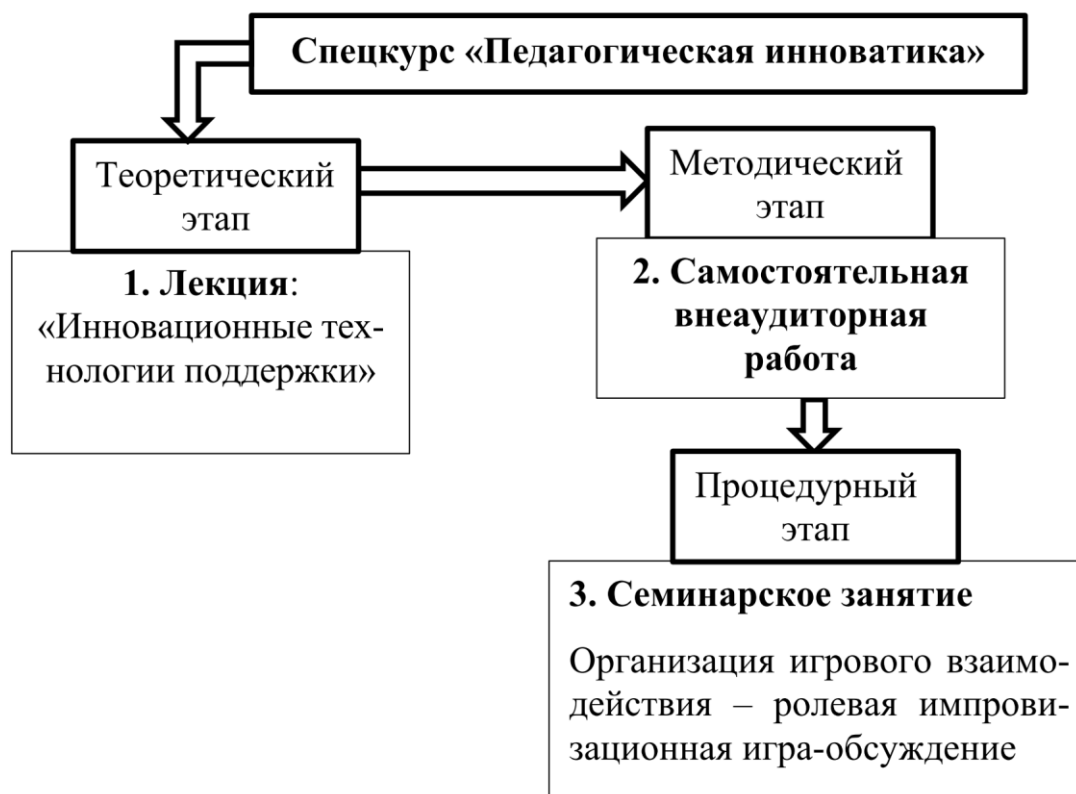 Спецкурс «Педагогическая инноватика»
Теоретический
этап
Методический
этап
1. Лекция:
«Инновационные тех-
нологии поддержки»
2. Самостоятельная
внеаудиторная
работа
Процедурный
этап
3. Семинарское занятие
Организация игрового взаимо-
действия – ролевая импрови-
зационная игра-обсуждение